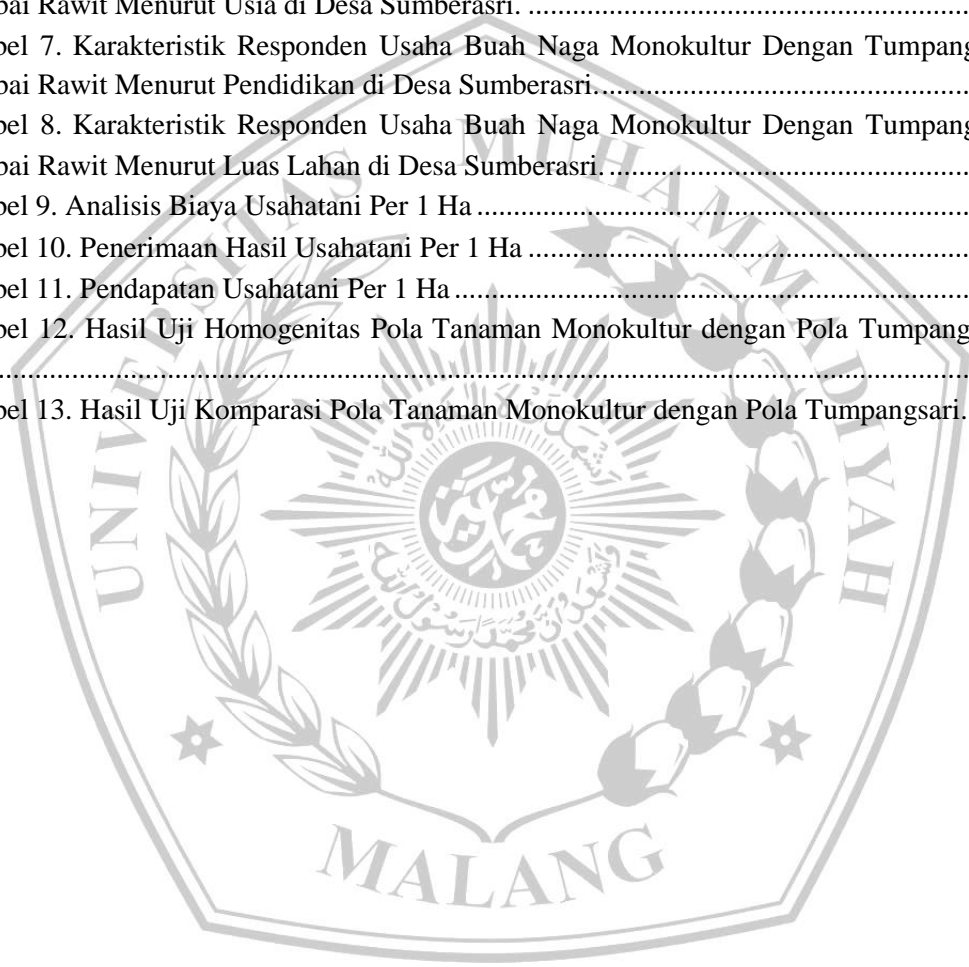 bai Rawit Menurut Usia di Desa Sumberasri. ........................................................................
bel 7. Karakteristik Responden Usaha Buah Naga Monokultur Dengan Tumpang
bai Rawit Menurut Pendidikan di Desa Sumberasri. ............................................................
bel 8. Karakteristik Responden Usaha Buah Naga Monokultur Dengan Tumpang
bai Rawit Menurut Luas Lahan di Desa Sumberasri. ..........................................................
bel 9. Analisis Biaya Usahatani Per 1 Ha ................................................................................
bel 10. Penerimaan Hasil Usahatani Per 1 Ha .......................................................................
bel 11. Pendapatan Usahatani Per 1 Ha ...................................................................................
bel 12. Hasil Uji Homogenitas Pola Tanaman Monokultur dengan Pola Tumpang
................................................................................................................................................
bel 13. Hasil Uji Komparasi Pola Tanaman Monokultur dengan Pola Tumpangsari.
UNIVERSITAS MUHAMMADIYAH
MALANG